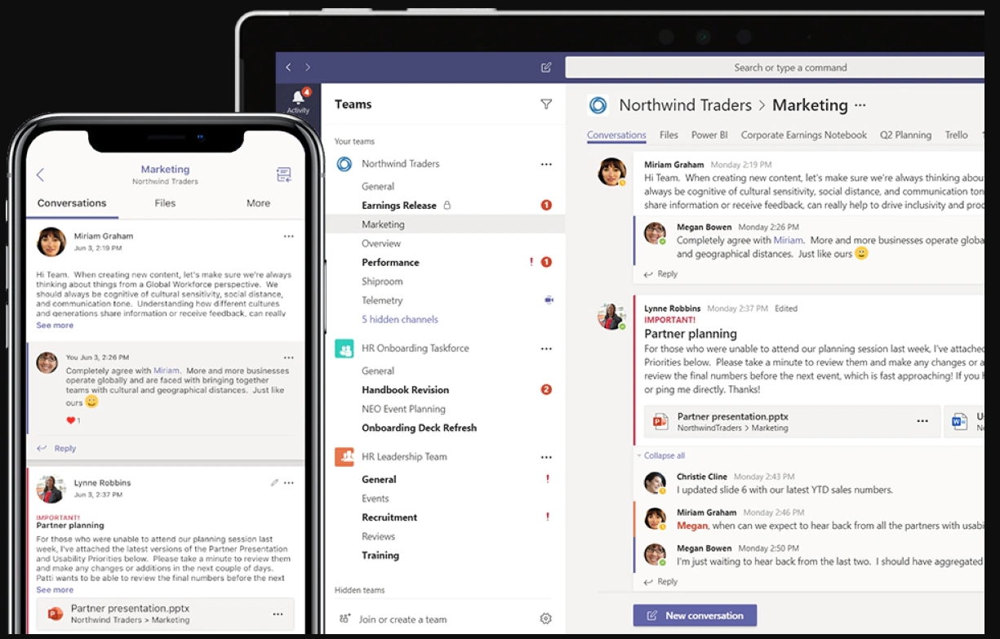 Search or type a command
4
Activity
Teams
Your teams
Northwind Traders
General
Earnings Release
1
Marketing
Overview
Performance
! 1
Shiproom
Telemetry
5 hidden channels
HR Onboarding Taskforce
General
Handbook Revision
2
NEO Event Planning
Onboarding Deck Refresh
HR Leadership Team
General
!
Events
Recruitment
!
Reviews
Training
Hidden teams
Join or create a team
Northwind Traders > Marketing ...
Conversations Files Power BI Corporate Earnings Notebook Q2 Planning Trello
Miriam Graham Monday 2:19 PM
Hi Team. When creating new content, let's make sure we're always thinking abou
always be cognitive of cultural sensitivity, social distance, and communication ton
share information or receive feedback, can really help to drive inclusivity and proc
Megan Bowen Monday 2:26 PM
Completely agree with Miriam. More and more businesses operate globa
and geographical distances. Just like ours
Reply
Lynne Robbins Monday 2:37 PM Edited
IMPORTANT!
Partner planning
For those who were unable to attend our planning session last week, I've attached
Priorities below. Please take a minute to review them and make any changes or a
review the final numbers before the next event, which is fast approaching! If you
or ping me directly. Thanks!
Partner presentation.pptx
NorthwindTraders > Marketing
Collapse all
Christie Cline Monday 2:43 PM
I updated slide 6 with our latest YTD sales numbers.
Miriam Graham Monday 2:46 PM
Megan, when can we expect to hear back from all the partners with usabi
Megan Bowen Monday 2:50 PM
I'm just waiting to hear back from the last two. I should have aggregated
Reply
New conversation
Marketing
Northwind Traders
Conversations Files More
Miriam Graham
Jun 3, 2:19 PM
Hi Team. When creating new content, let's make sure we're always
thinking about things from a Global Workforce perspective. We
should always be cognitive of cultural sensitivity, social distance,
and communication tone. Understanding how different cultures
and generations share information or receive feedback, can really
See more
You Jun 3, 2:26 PM
Completely agree with Miriam. More and more businesses
operate globally and are faced with bringing together
teams with cultural and geographical distances. Just like
ours
1
Reply
Lynne Robbins
Jun 3, 2:37 PM
IMPORTANT!
Partner planning
For those who were unable to attend our planning session last
week, I've attached the latest versions of the Partner Presentation
and Usability Priorities below. Please take a minute to review them
and make any changes or additions in the next couple of days.
Patti wants to be able to review the final numbers before the next
See more
Partner presentation.pptx
Northwind Traders > Marketing